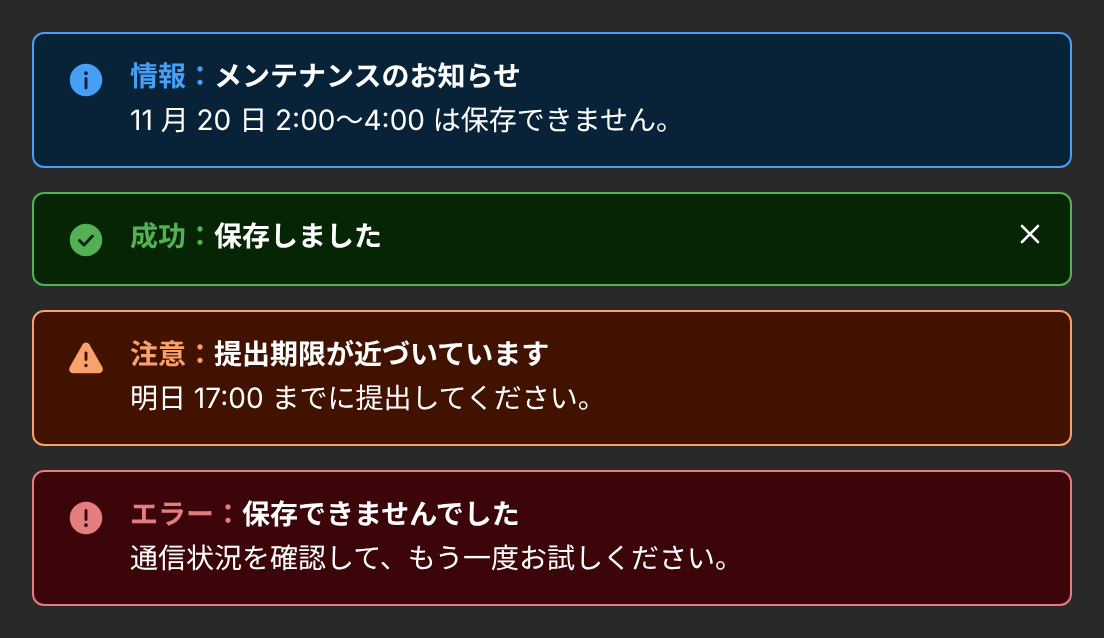 情報：メンテナンスのお知らせ
11 月 20 日 2:00〜4:00 は保存できません。
成功：保存しました
注意：提出期限が近づいています
明日 17:00 までに提出してください。
エラー：保存できませんでした
通信状況を確認して、もう一度お試しください。